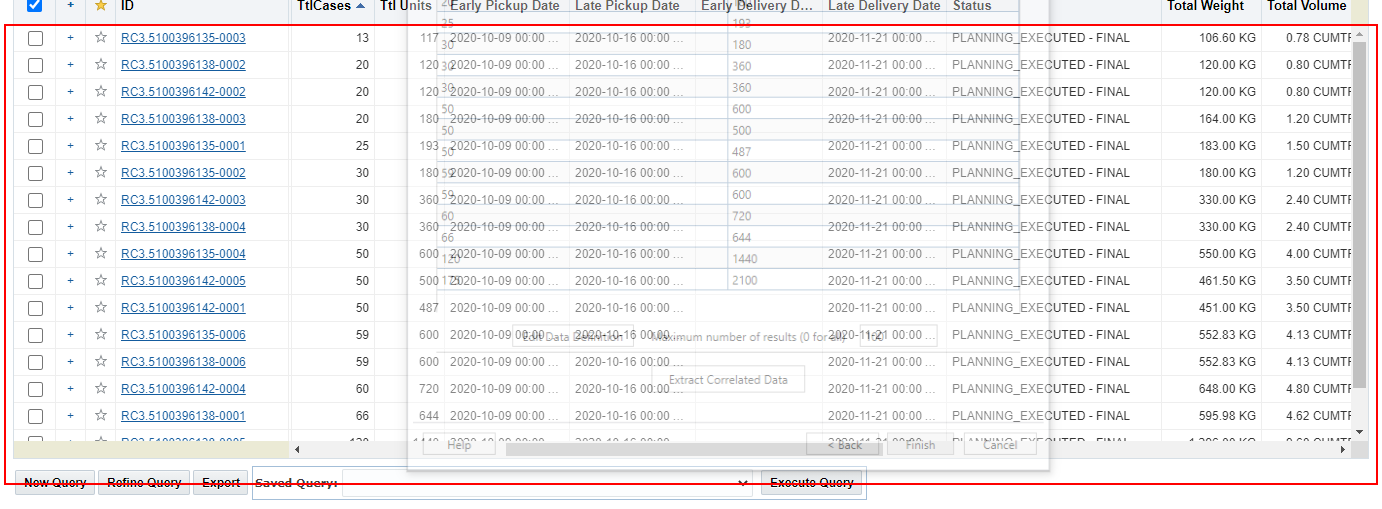 ID TtlCases Ttl Units Early Pickup Date Late Pickup Date Early Delivery D... Late Delivery Date Status Total Weight Total Volume
+ RC3.5100396135-0003 13 117 2020-10-09 00:00 ... 2020-10-16 00:00 ... 2020-11-21 00:00 ... PLANNING_EXECUTED - FINAL 106.60 KG 0.78 CUMTR
+ RC3.5100396138-0002 20 120 2020-10-09 00:00 ... 2020-10-16 00:00 ... 2020-11-21 00:00 ... PLANNING_EXECUTED - FINAL 120.00 KG 0.80 CUMTR
+ RC3.5100396142-0002 20 120 2020-10-09 00:00 ... 2020-10-16 00:00 ... 2020-11-21 00:00 ... PLANNING_EXECUTED - FINAL 120.00 KG 0.80 CUMTR
+ RC3.5100396138-0003 20 180 2020-10-09 00:00 ... 2020-10-16 00:00 ... 2020-11-21 00:00 ... PLANNING_EXECUTED - FINAL 164.00 KG 1.20 CUMTR
+ RC3.5100396135-0001 25 193 2020-10-09 00:00 ... 2020-10-16 00:00 ... 2020-11-21 00:00 ... PLANNING_EXECUTED - FINAL 183.00 KG 1.50 CUMTR
+ RC3.5100396135-0002 30 180 2020-10-09 00:00 ... 2020-10-16 00:00 ... 2020-11-21 00:00 ... PLANNING_EXECUTED - FINAL 180.00 KG 1.20 CUMTR
+ RC3.5100396142-0003 30 360 2020-10-09 00:00 ... 2020-10-16 00:00 ... 2020-11-21 00:00 ... PLANNING_EXECUTED - FINAL 330.00 KG 2.40 CUMTR
+ RC3.5100396138-0004 30 360 2020-10-09 00:00 ... 2020-10-16 00:00 ... 2020-11-21 00:00 ... PLANNING_EXECUTED - FINAL 330.00 KG 2.40 CUMTR
+ RC3.5100396135-0004 50 600 2020-10-09 00:00 ... 2020-10-16 00:00 ... 2020-11-21 00:00 ... PLANNING_EXECUTED - FINAL 550.00 KG 4.00 CUMTR
+ RC3.5100396142-0005 50 500 2020-10-09 00:00 ... 2020-10-16 00:00 ... 2020-11-21 00:00 ... PLANNING_EXECUTED - FINAL 461.50 KG 3.50 CUMTR
+ RC3.5100396142-0001 50 487 2020-10-09 00:00 ... 2020-10-16 00:00 ... 2020-11-21 00:00 ... PLANNING_EXECUTED - FINAL 451.00 KG 3.50 CUMTR
+ RC3.5100396135-0006 59 600 2020-10-09 00:00 ... 2020-10-16 00:00 ... 2020-11-21 00:00 ... PLANNING_EXECUTED - FINAL 552.83 KG 4.13 CUMTR
+ RC3.5100396138-0006 59 600 2020-10-09 00:00 ... 2020-10-16 00:00 ... 2020-11-21 00:00 ... PLANNING_EXECUTED - FINAL 552.83 KG 4.13 CUMTR
+ RC3.5100396142-0004 60 720 2020-10-09 00:00 ... 2020-10-16 00:00 ... 2020-11-21 00:00 ... PLANNING_EXECUTED - FINAL 648.00 KG 4.80 CUMTR
+ RC3.5100396138-0001 66 644 2020-10-09 00:00 ... 2020-10-16 00:00 ... 2020-11-21 00:00 ... PLANNING_EXECUTED - FINAL 595.98 KG 4.62 CUMTR
25 193
30 180
30 360
30 360
50 600
50 500
50 487
59 600
59 600
60 720
66 644
120 1440
175 2100
Edit Data Definition Maximum number of results (0 for all) 150
Extract Correlated Data
Help < Back Finish Cancel
New Query Refine Query Export Saved Query: Execute Query